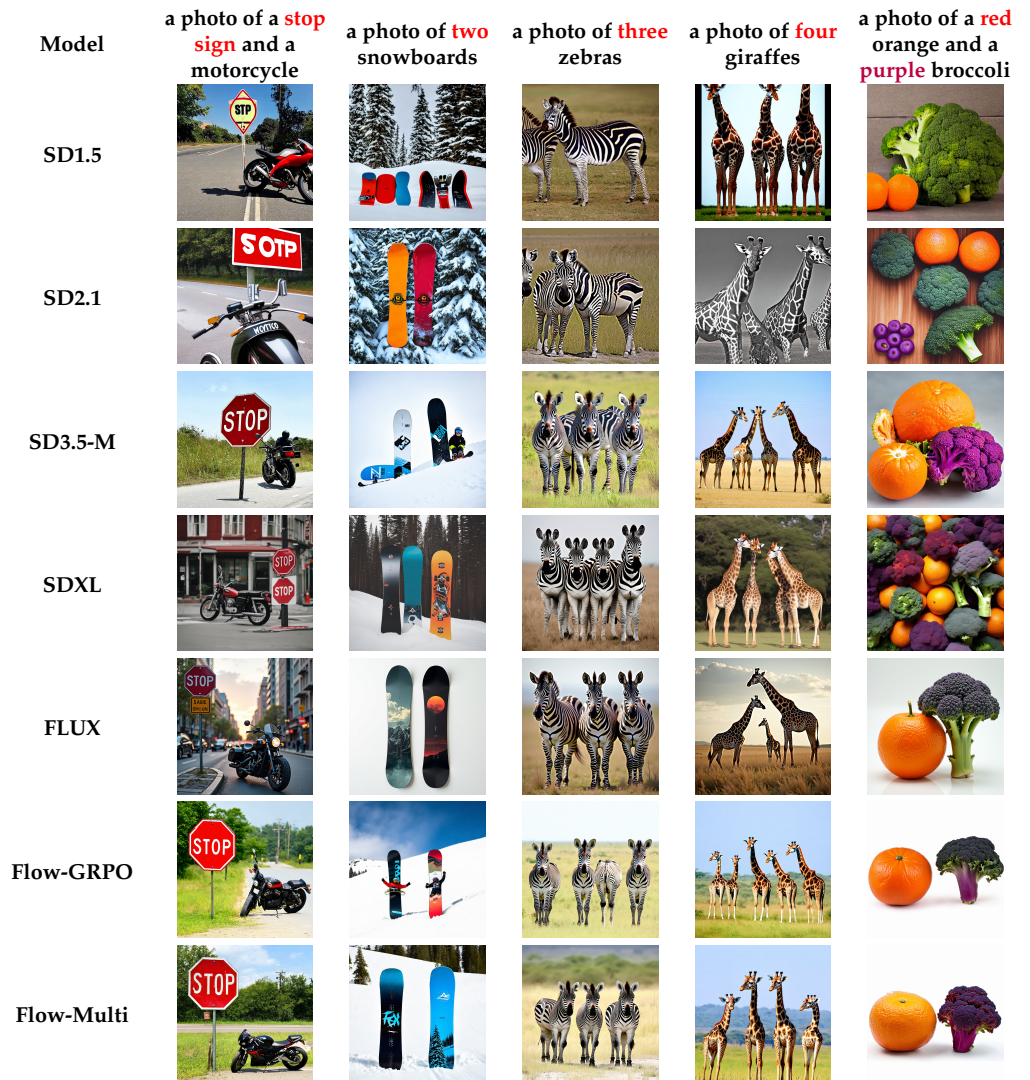 Model
a photo of a stop
sign and a
motorcycle
a photo of two
snowboards
a photo of three
zebras
a photo of four
giraffes
a photo of a red
orange and a
purple broccoli
SD1.5
STP
SD2.1
S OTP
SD3.5-M
STOP
SDXL
STOP
STOP
FLUX
STOP
Flow-GRPO
STOP
Flow-Multi
STOP